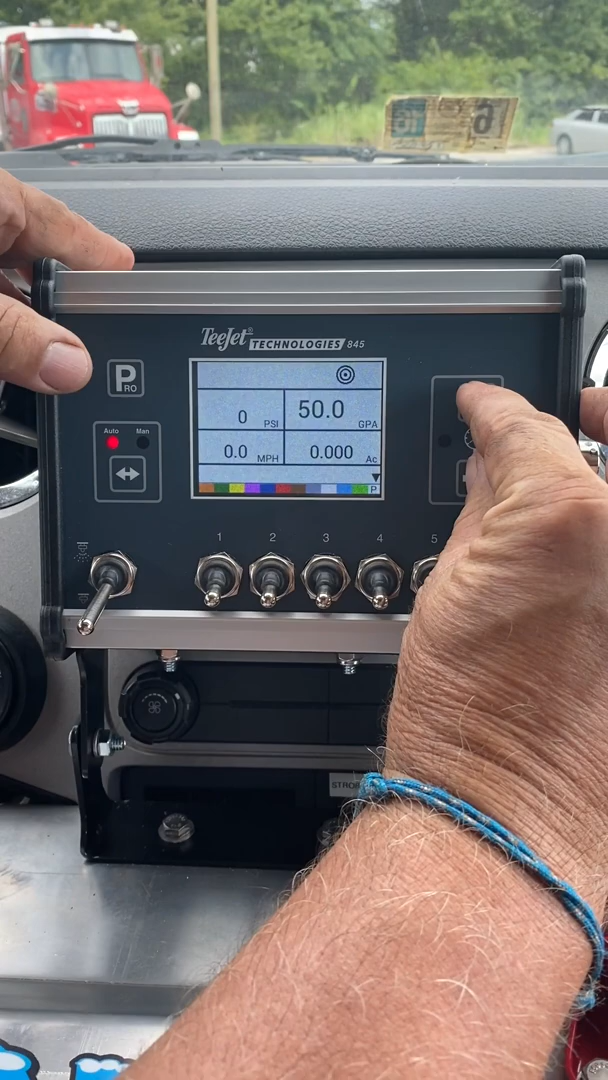 TeeJet® TECHNOLOGIES 845
PRO
Auto Man
0 PSI
50.0 GPA
0.0 MPH
0.000 Ac
P
1 2 3 4 5
STRO